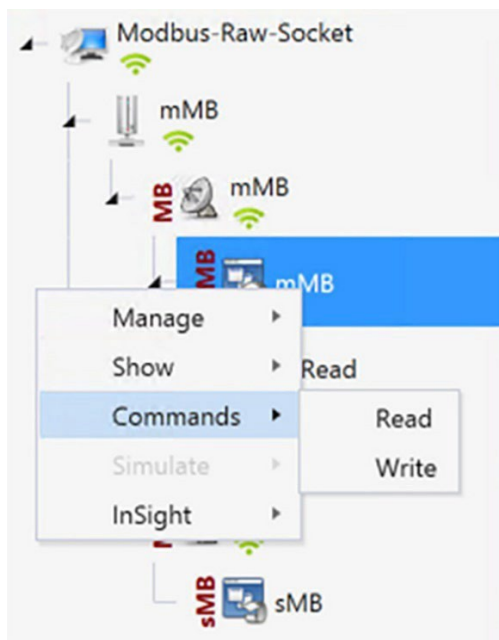 Modbus-Raw-Socket
mMB
MB
mMB
MB
mMB
Manage
Show
Read
Commands
Read
Simulate
Write
InSight
sMB
sMB